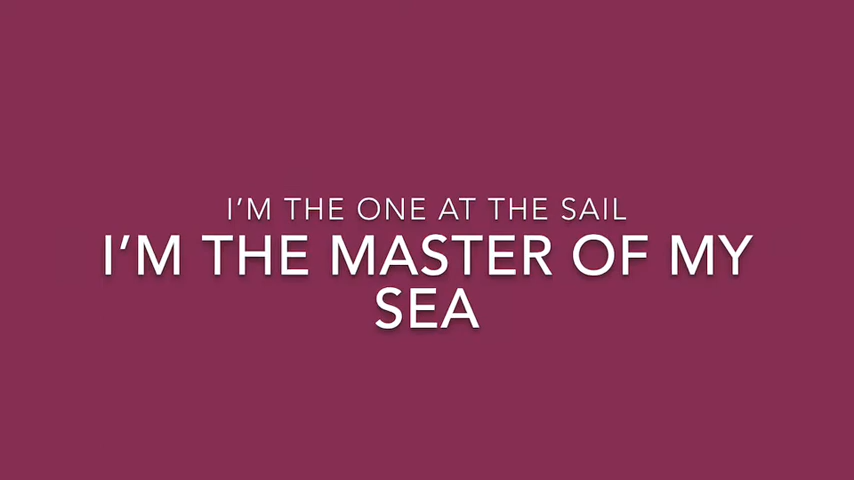 I’M THE ONE AT THE SAIL
I’M THE MASTER OF MY
SEA